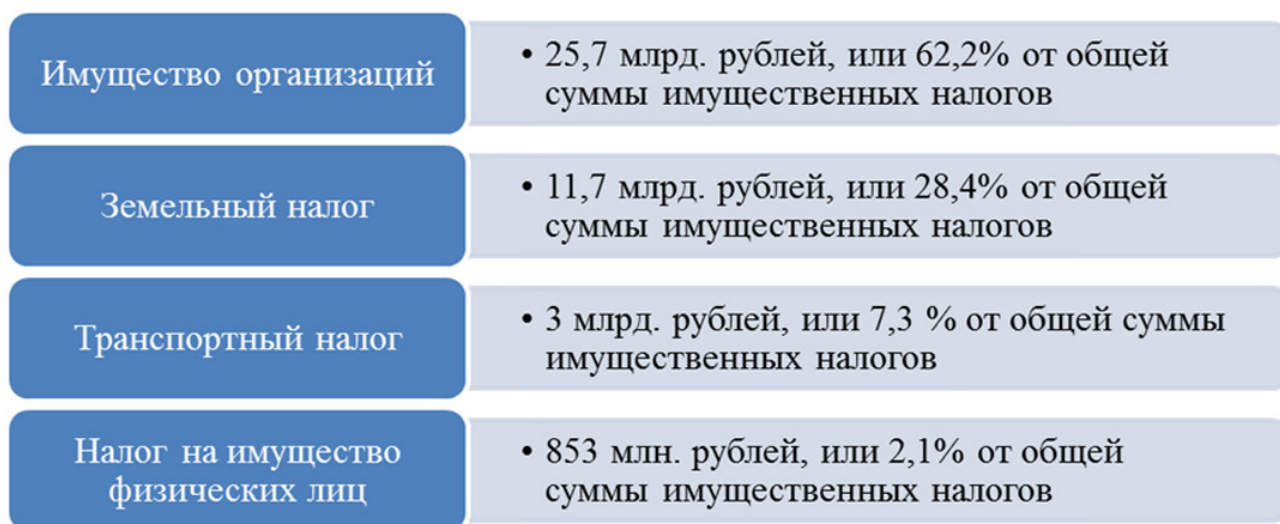 Имущество организаций
• 25,7 млрд. рублей, или 62,2% от общей
суммы имущественных налогов
Земельный налог
• 11,7 млрд. рублей, или 28,4% от общей
суммы имущественных налогов
Транспортный налог
• 3 млрд. рублей, или 7,3 % от общей суммы
имущественных налогов
Налог на имущество
физических лиц
• 853 млн. рублей, или 2,1% от общей
суммы имущественных налогов